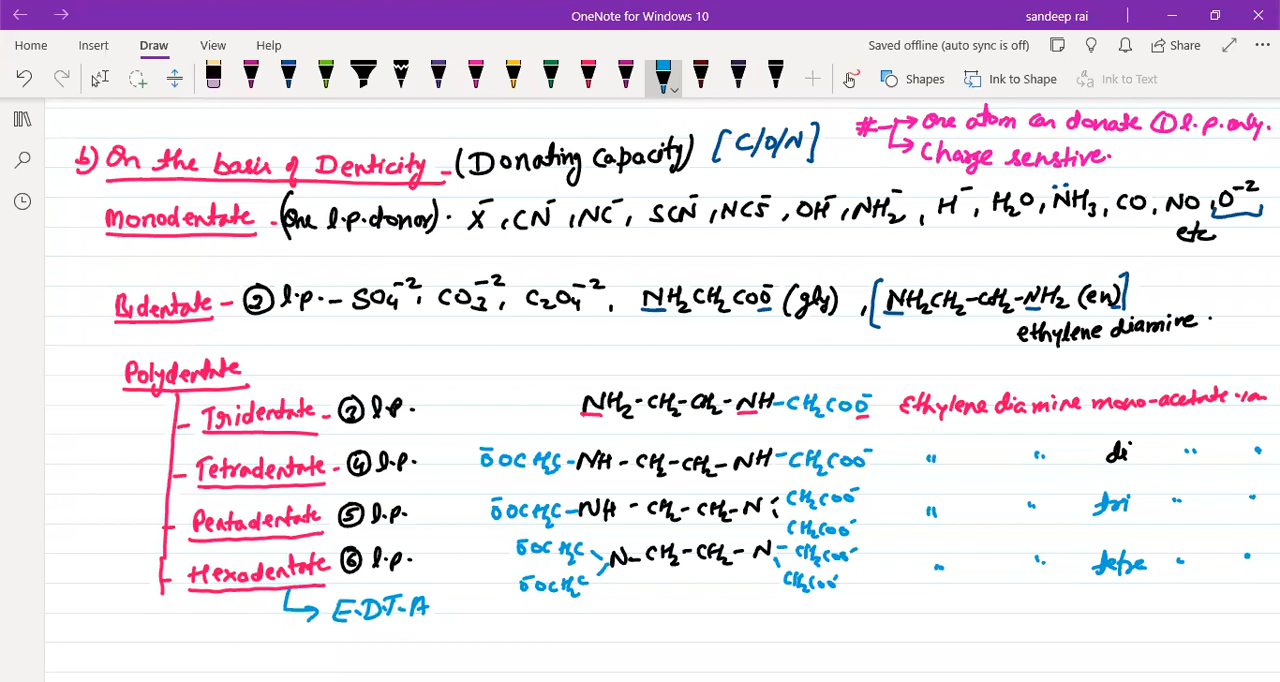 OneNote for Windows 10
sandeep rai
Home Insert Draw View Help
Saved offline (auto sync is off) Share
Shapes Ink to Shape Ink to Text
# → One atom can donate ① l.p. only.
→ Charge senstive.
b) On the basis of Denticity - (Donating Capacity) [C/O/N]
Monodentate - (One l.p. donor). X⁻, CN⁻, NC⁻, SCN⁻, NCS⁻, OH⁻, NH₂⁻, H⁻, H₂O, N̈H₃, CO, NO, O⁻²
etc
Bidentate - ② l.p. - SO₄⁻², CO₃⁻², C₂O₄⁻², NH₂CH₂COO⁻ (gly), [NH₂CH₂-CH₂-NH₂ (en)]
ethylene diamine.
Polydentate
Tridentate - ③ l.p. NH₂-CH₂-CH₂-NH-CH₂COO⁻ Ethylene diamine mono-acetate-ion
Tetradentate - ④ l.p. ⁻OOCH₂C-NH-CH₂-CH₂-NH-CH₂COO⁻ " " di " "
Pentadentate ⑤ l.p. ⁻OOCH₂C-NH-CH₂-CH₂-N: CH₂COO⁻ " " tri " "
CH₂COO⁻
Hexadentate ⑥ l.p. ⁻OOCH₂C N-CH₂-CH₂-N-CH₂COO⁻ " " tetra " "
⁻OOCH₂C CH₂COO⁻
→ E.D.T.A